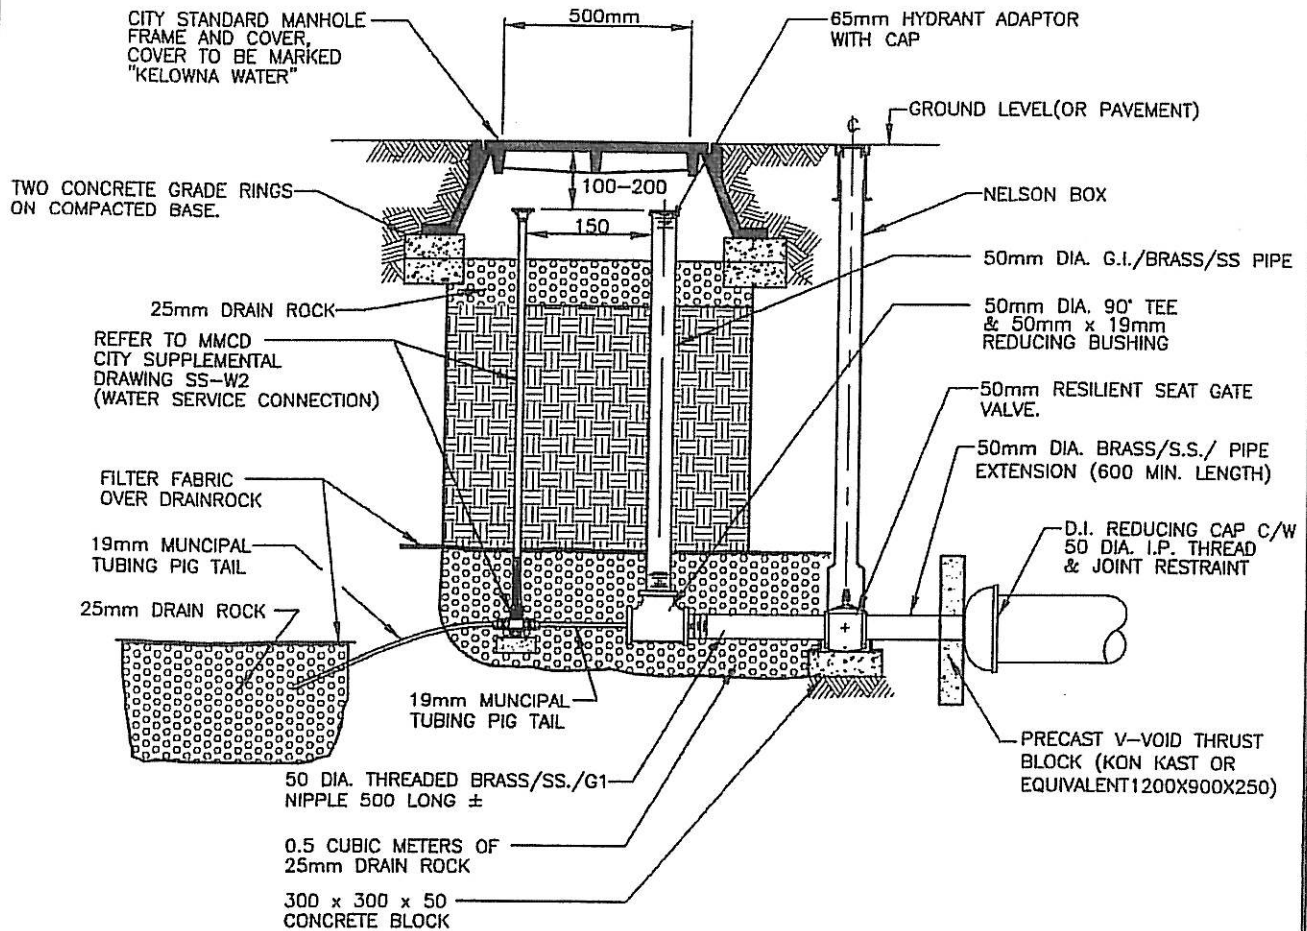 CITY STANDARD MANHOLE
FRAME AND COVER,
COVER TO BE MARKED
"KELOWNA WATER"
500mm
65mm HYDRANT ADAPTOR
WITH CAP
℄
GROUND LEVEL(OR PAVEMENT)
100-200
TWO CONCRETE GRADE RINGS
ON COMPACTED BASE.
NELSON BOX
150
50mm DIA. G.I./BRASS/SS PIPE
25mm DRAIN ROCK
50mm DIA. 90° TEE
& 50mm x 19mm
REDUCING BUSHING
REFER TO MMCD
CITY SUPPLEMENTAL
DRAWING SS-W2
(WATER SERVICE CONNECTION)
50mm RESILIENT SEAT GATE
VALVE.
50mm DIA. BRASS/S.S./ PIPE
EXTENSION (600 MIN. LENGTH)
FILTER FABRIC
OVER DRAINROCK
D.I. REDUCING CAP C/W
50 DIA. I.P. THREAD
& JOINT RESTRAINT
19mm MUNCIPAL
TUBING PIG TAIL
25mm DRAIN ROCK
19mm MUNCIPAL
TUBING PIG TAIL
PRECAST V-VOID THRUST
BLOCK (KON KAST OR
EQUIVALENT1200X900X250)
50 DIA. THREADED BRASS/SS./G1
NIPPLE 500 LONG ±
0.5 CUBIC METERS OF
25mm DRAIN ROCK
300 x 300 x 50
CONCRETE BLOCK